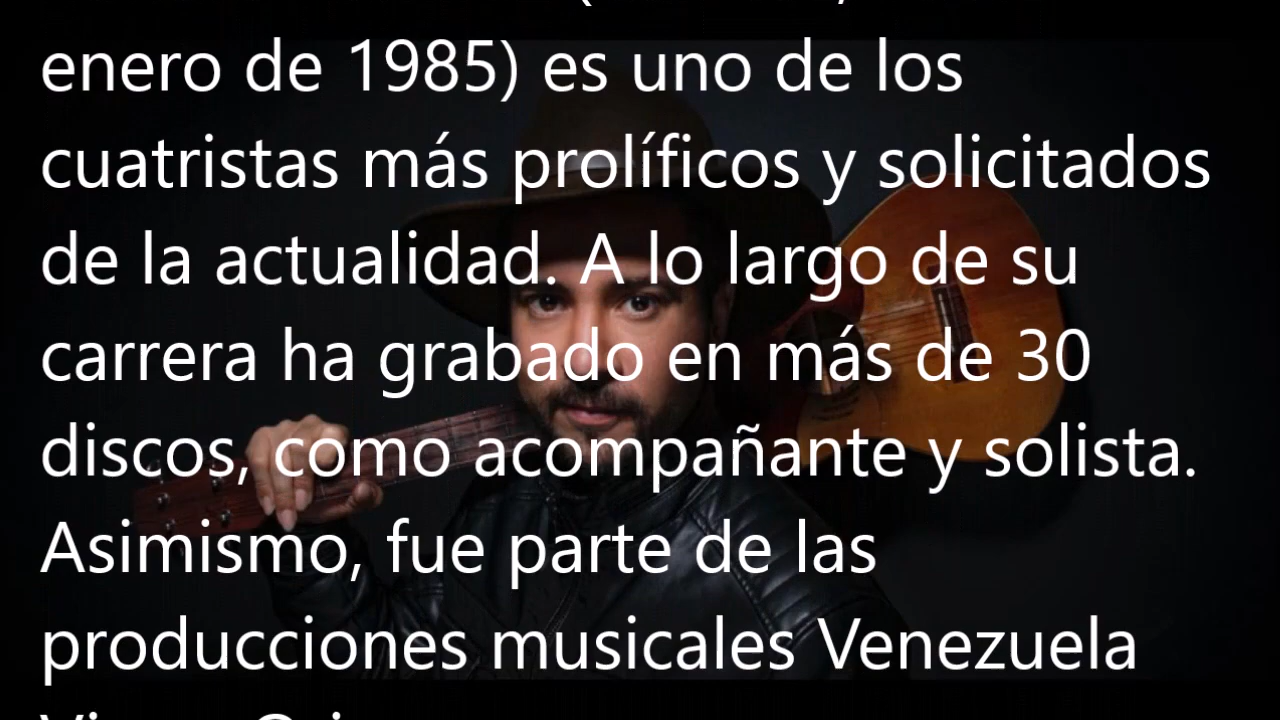 enero de 1985) es uno de los
cuatristas más prolíficos y solicitados
de la actualidad. A lo largo de su
carrera ha grabado en más de 30
discos, como acompañante y solista.
Asimismo, fue parte de las
producciones musicales Venezuela